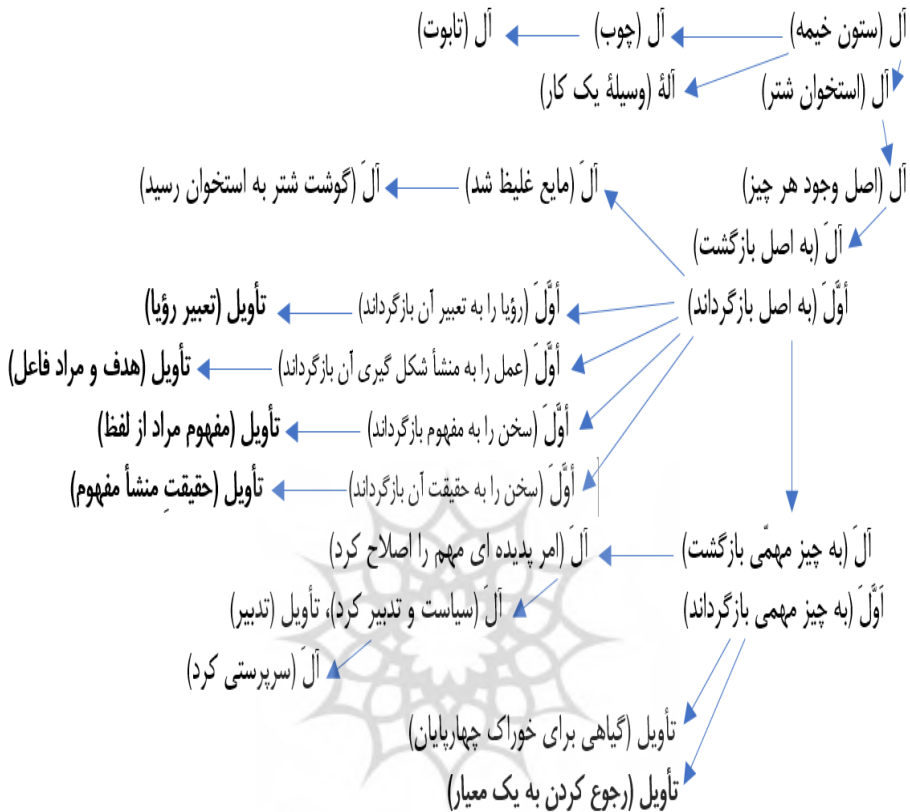 آل (ستون خیمه) آل (چوب) آل (تابوت)
آل (استخوان شتر) آلة (وسیلۀ یک کار)
آل (اصل وجود هر چیز) آلَ (مایع غلیظ شد) آلَ (گوشت شتر به استخوان رسید)
آلَ (به اصل بازگشت)
أوَّلَ (به اصل بازگرداند) أوَّلَ (رؤیا را به تعبیر آن بازگرداند) تأویل (تعبیر رؤیا)
أوَّلَ (عمل را به منشأ شکل گیری آن بازگرداند) تأویل (هدف و مراد فاعل)
أوَّلَ (سخن را به مفهوم بازگرداند) تأویل (مفهوم مراد از لفظ)
أوَّلَ (سخن را به حقیقت آن بازگرداند) تأویل (حقیقتِ منشأ مفهوم)
آلَ (به چیز مهمّی بازگشت) آلَ (امر پدیده ای مهم را اصلاح کرد)
أوَّلَ (به چیز مهمی بازگرداند) آلَ (سیاست و تدبیر کرد)، تأویل (تدبیر)
آلَ (سرپرستی کرد)
تأویل (گیاهی برای خوراک چهارپایان)
تأویل (رجوع کردن به یک معیار)